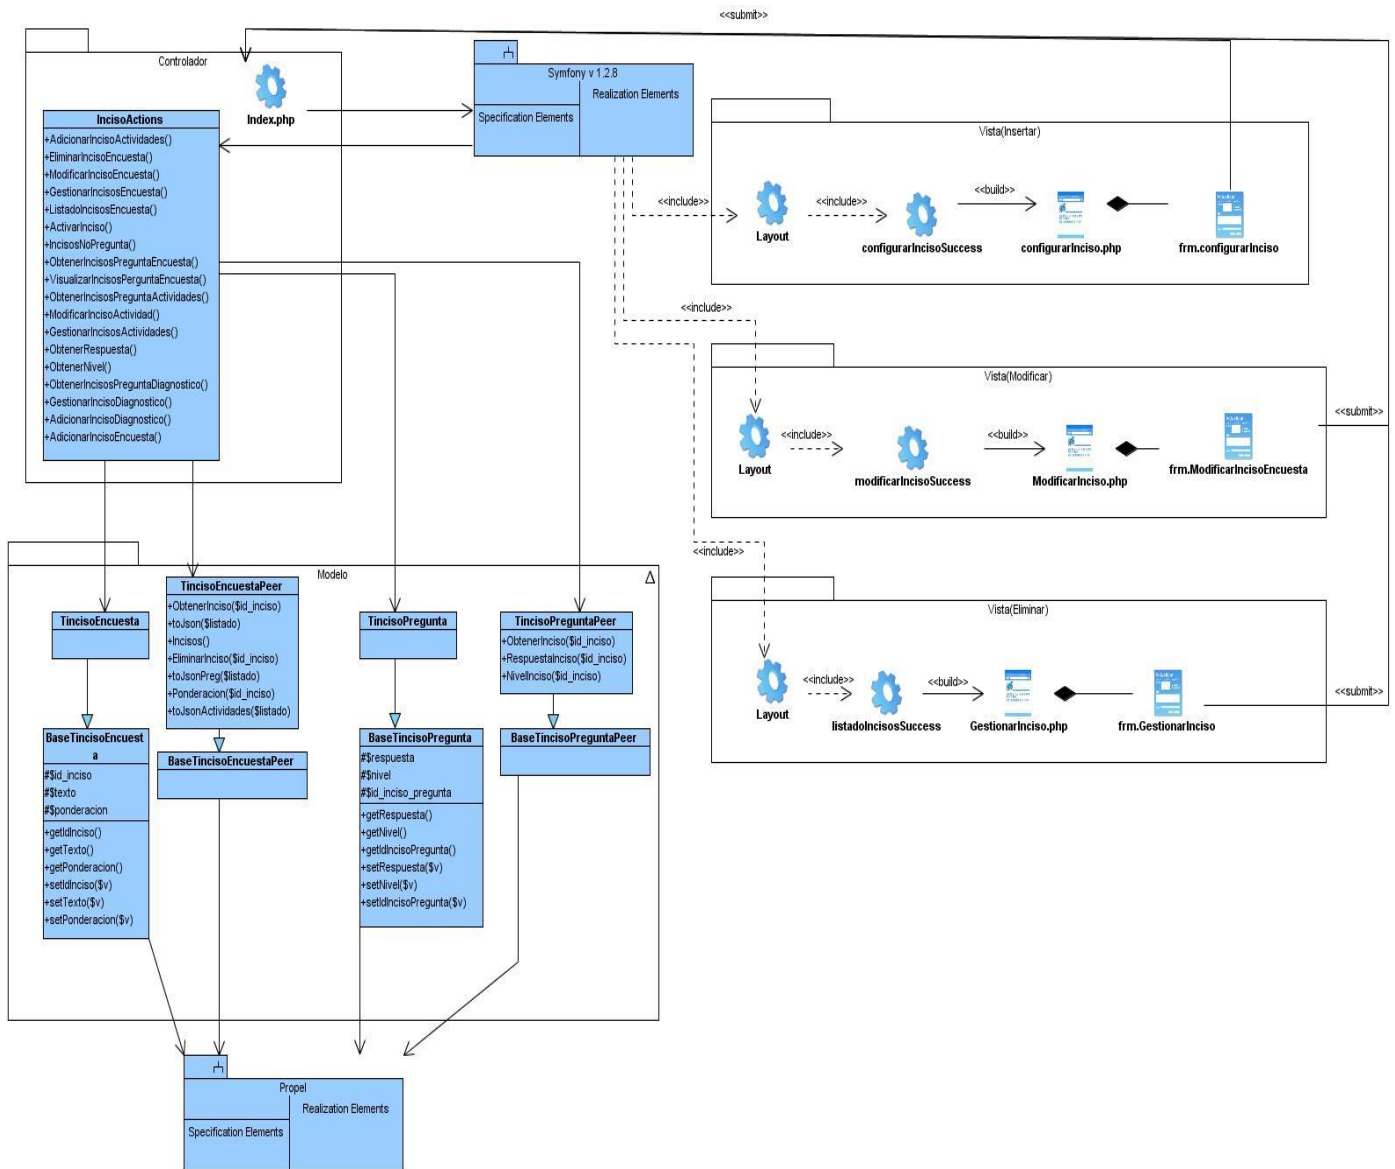 <<submit>>
Controlador
Index.php
IncisoActions
+AdicionarIncisoActividades()
+EliminarIncisoEncuesta()
+ModificarIncisoEncuesta()
+GestionarIncisosEncuesta()
+ListadoIncisosEncuesta()
+ActivarInciso()
+IncisosNoPregunta()
+ObtenerIncisosPreguntaEncuesta()
+VisualizarIncisosPerguntaEncuesta()
+ObtenerIncisosPreguntaActividades()
+ModificarIncisoActividad()
+GestionarIncisosActividades()
+ObtenerRespuesta()
+ObtenerNivel()
+ObtenerIncisosPreguntaDiagnostico()
+GestionarIncisoDiagnostico()
+AdicionarIncisoDiagnostico()
+AdicionarIncisoEncuesta()
Symfony v 1.2.8
Realization Elements
Specification Elements
Vista(Insertar)
<<include>>
Layout
<<include>>
configurarIncisoSuccess
<<build>>
configurarInciso.php
frm.configurarInciso
<<include>>
Vista(Modificar)
Layout
<<include>>
modificarIncisoSuccess
<<build>>
ModificarInciso.php
frm.ModificarIncisoEncuesta
<<submit>>
<<include>>
Vista(Eliminar)
Layout
<<include>>
listadoIncisosSuccess
<<build>>
GestionarInciso.php
frm.GestionarInciso
<<submit>>
Modelo
TincisoEncuesta
TincisoEncuestaPeer
+ObtenerInciso($id_inciso)
+toJson($listado)
+Incisos()
+EliminarInciso($id_inciso)
+toJsonPreg($listado)
+Ponderacion($id_inciso)
+toJsonActividades($listado)
TincisoPregunta
TincisoPreguntaPeer
+ObtenerInciso($id_inciso)
+RespuestaInciso($id_inciso)
+NivelInciso($id_inciso)
BaseTincisoEncuest
a
#$id_inciso
#$texto
#$ponderacion
+getIdInciso()
+getTexto()
+getPonderacion()
+setIdInciso($v)
+setTexto($v)
+setPonderacion($v)
BaseTincisoEncuestaPeer
BaseTincisoPregunta
#$respuesta
#$nivel
#$id_inciso_pregunta
+getRespuesta()
+getNivel()
+getIdIncisoPregunta()
+setRespuesta($v)
+setNivel($v)
+setIdIncisoPregunta($v)
BaseTincisoPreguntaPeer
Propel
Realization Elements
Specification Elements